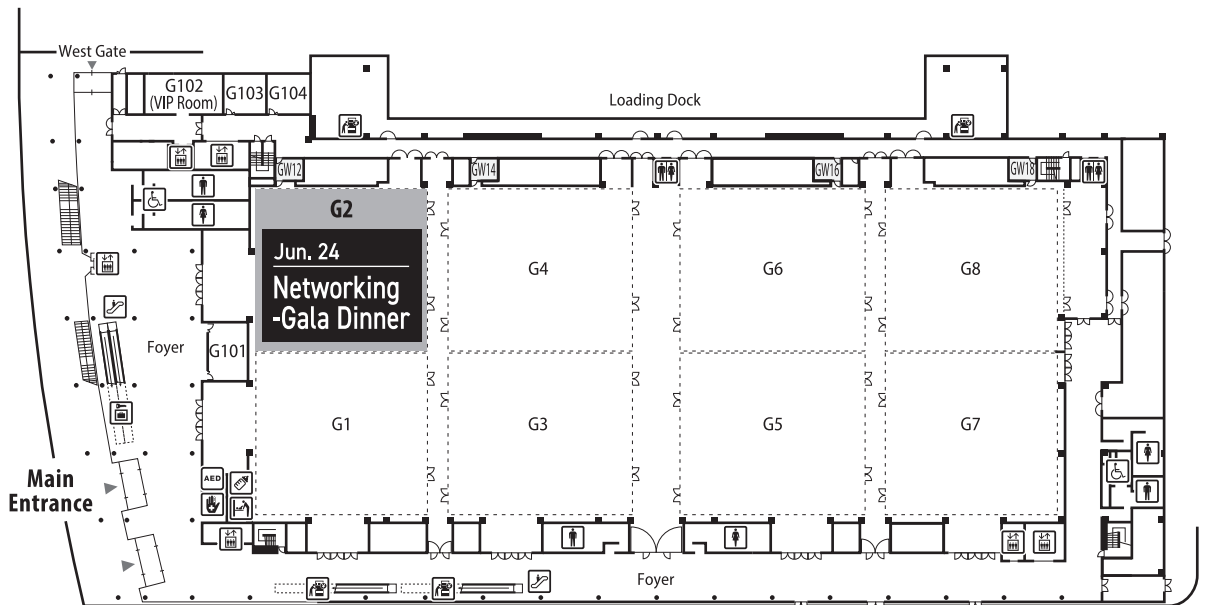 West Gate
G102
(VIP Room)
G103
G104
Loading Dock
GW12
GW14
GW16
GW18
G2
Jun. 24
Networking
-Gala Dinner
G4
G6
G8
Foyer
G101
G1
G3
G5
G7
Main
Entrance
AED
Foyer